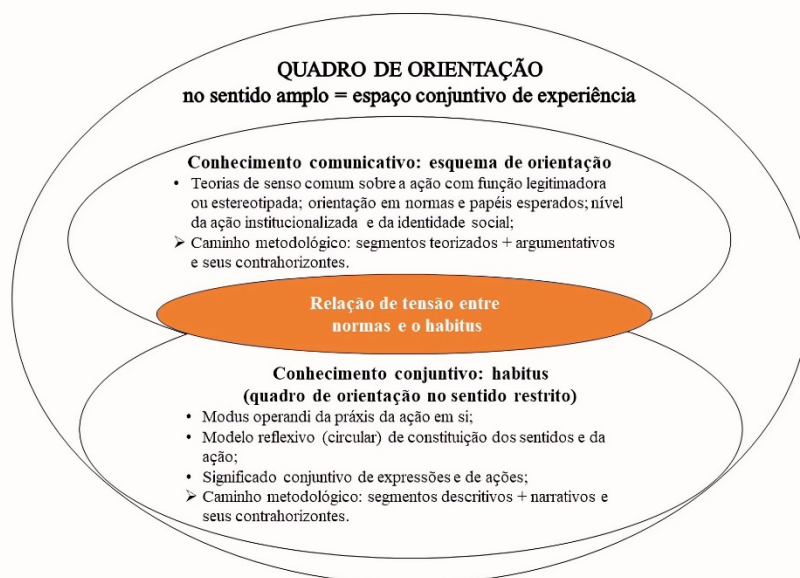 QUADRO DE ORIENTAÇÃO
no sentido amplo = espaço conjuntivo de experiência
Conhecimento comunicativo: esquema de orientação
• Teorias de senso comum sobre a ação com função legitimadora
ou estereotipada; orientação em normas e papéis esperados; nível
da ação institucionalizada e da identidade social;
➢ Caminho metodológico: segmentos teorizados + argumentativos
e seus contrahorizontes.
Relação de tensão entre
normas e o habitus
Conhecimento conjuntivo: habitus
(quadro de orientação no sentido restrito)
• Modus operandi da práxis da ação em si;
• Modelo reflexivo (circular) de constituição dos sentidos e da
ação;
• Significado conjuntivo de expressões e de ações;
➢ Caminho metodológico: segmentos descritivos + narrativos e
seus contrahorizontes.